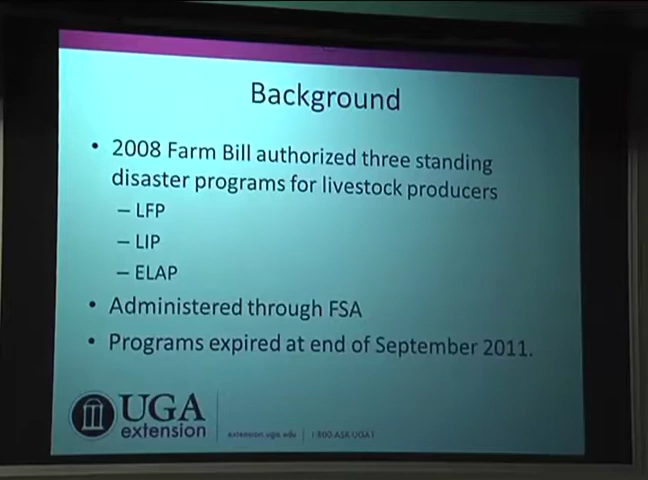 Background
• 2008 Farm Bill authorized three standing
disaster programs for livestock producers
– LFP
– LIP
– ELAP
• Administered through FSA
• Programs expired at end of September 2011.
UGA
extension
extension.uga.edu | 1-800-ASK-UGA1